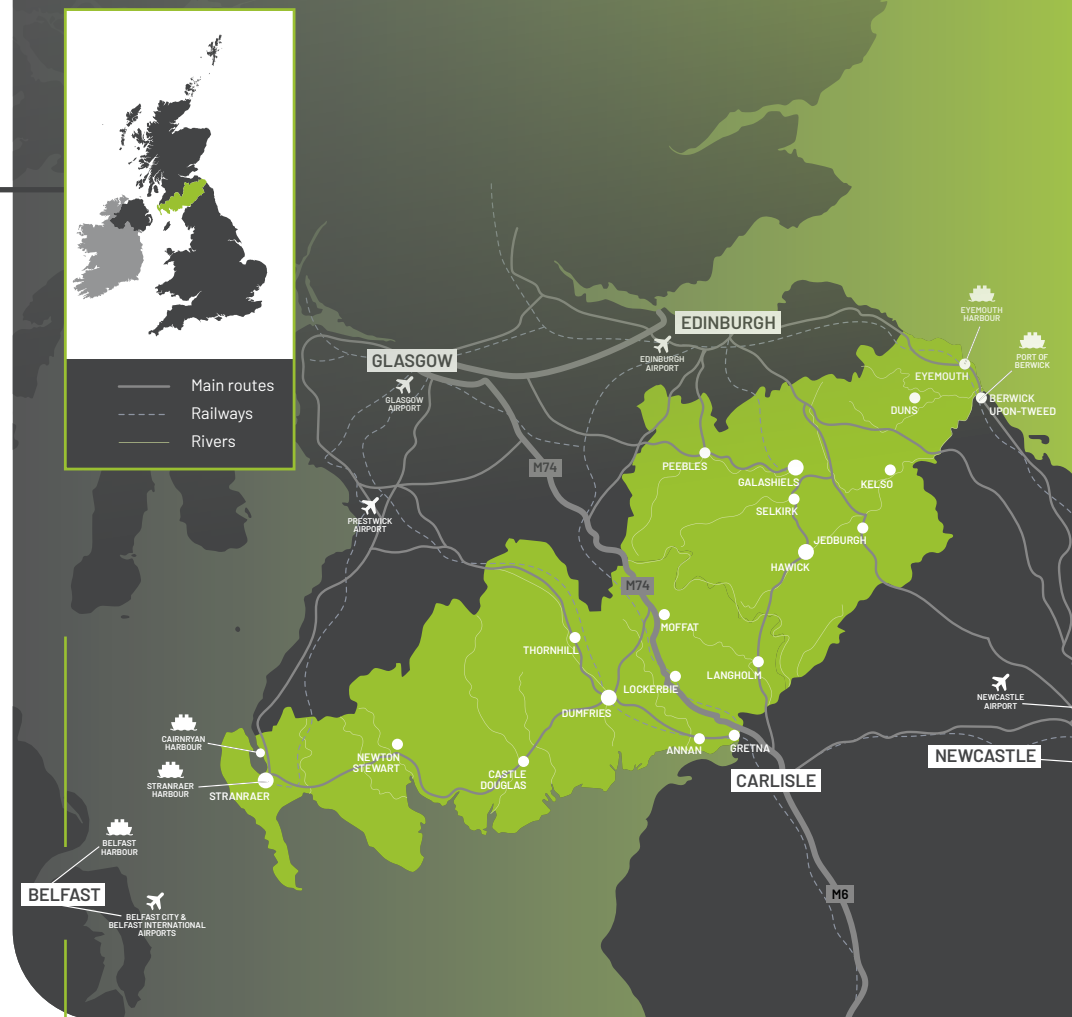 Main routes
Railways
Rivers
EYEMOUTH
HARBOUR
EDINBURGH
PORT OF
BERWICK
GLASGOW
EDINBURGH
AIRPORT
EYEMOUTH
GLASGOW
AIRPORT
BERWICK
UPON-TWEED
DUNS
M74
PEEBLES
GALASHIELS
KELSO
SELKIRK
PRESTWICK
AIRPORT
JEDBURGH
HAWICK
M74
MOFFAT
THORNHILL
LANGHOLM
LOCKERBIE
NEWCASTLE
AIRPORT
DUMFRIES
CAIRNRYAN
HARBOUR
ANNAN
GRETNA
NEWTON
STEWART
NEWCASTLE
CASTLE
DOUGLAS
CARLISLE
STRANRAER
HARBOUR
STRANRAER
BELFAST
HARBOUR
BELFAST
M6
BELFAST CITY &
BELFAST INTERNATIONAL
AIRPORTS